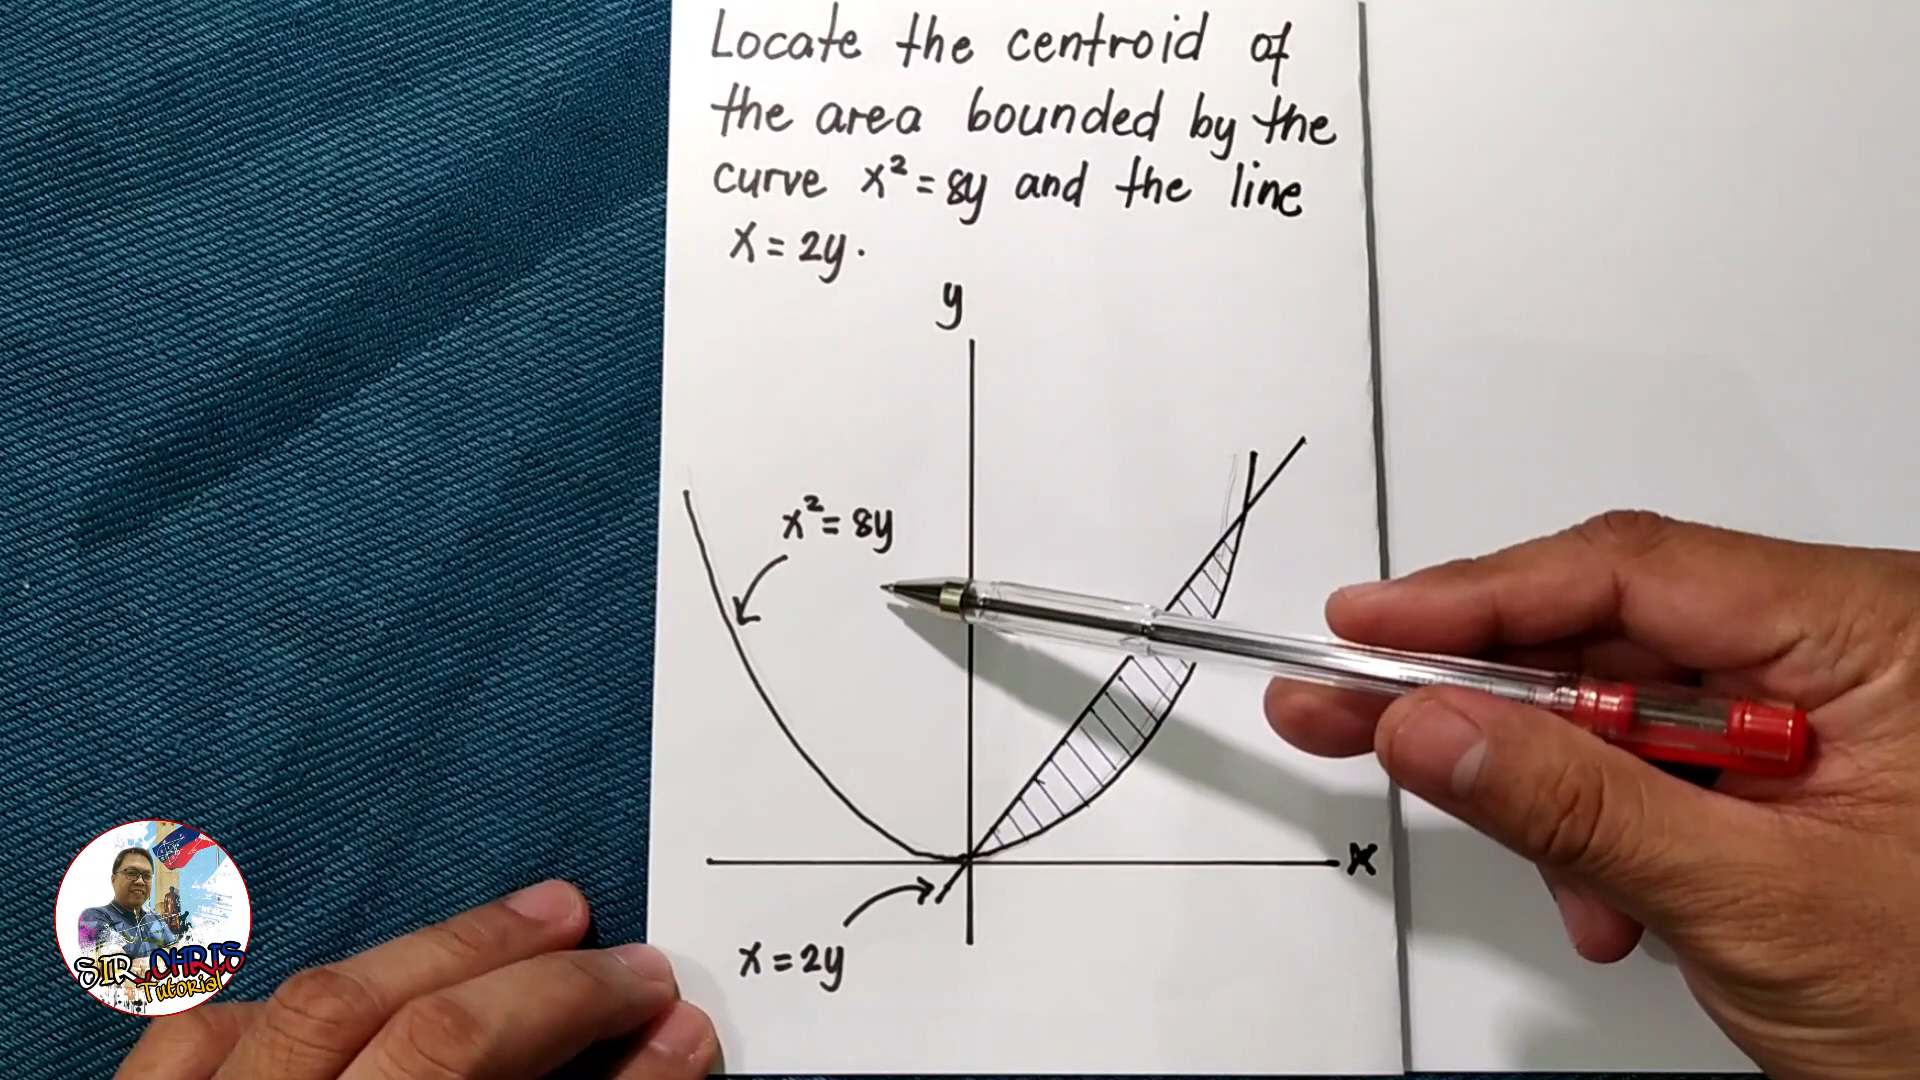 Locate the centroid of
the area bounded by the
curve x² = 8y and the line
x = 2y.
y
x² = 8y
x
x = 2y
SIR CHRIS
Tutorial